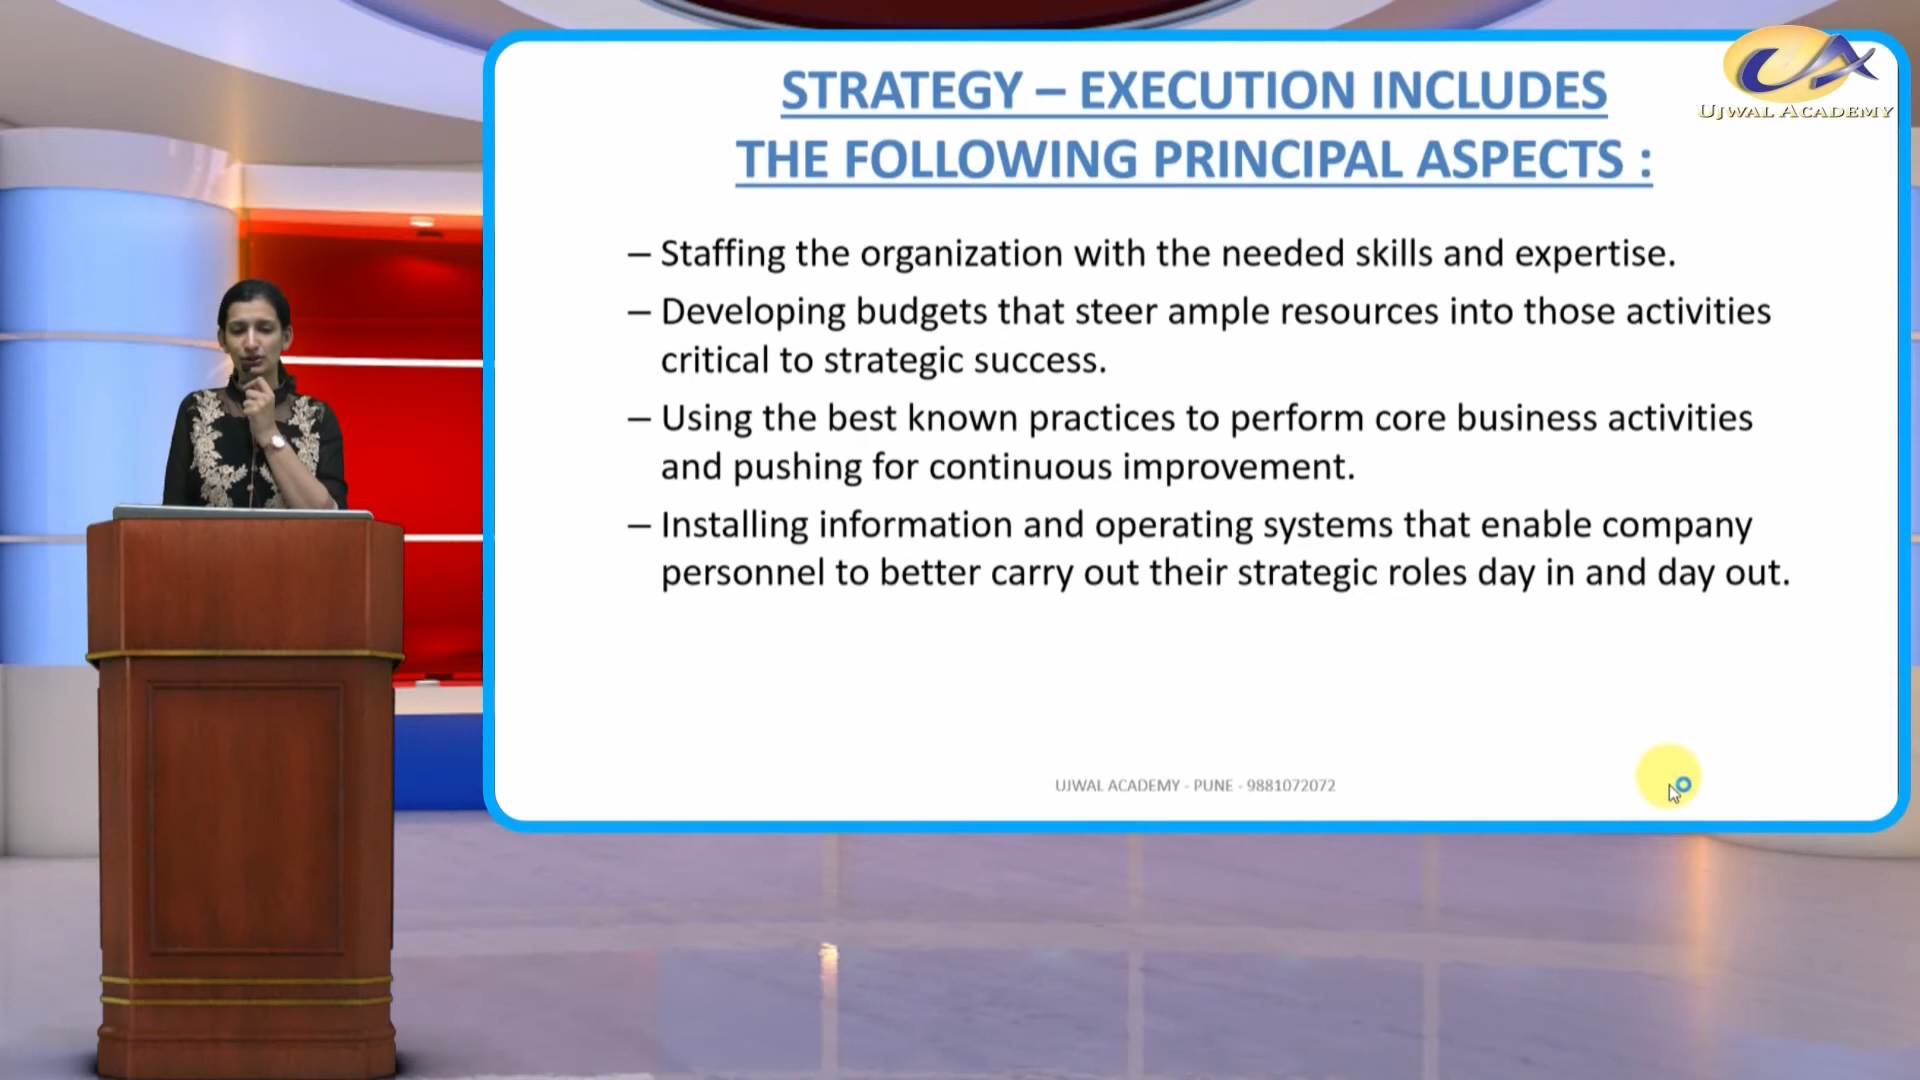 UJWAL ACADEMY
STRATEGY – EXECUTION INCLUDES
THE FOLLOWING PRINCIPAL ASPECTS :
– Staffing the organization with the needed skills and expertise.
– Developing budgets that steer ample resources into those activities
critical to strategic success.
– Using the best known practices to perform core business activities
and pushing for continuous improvement.
– Installing information and operating systems that enable company
personnel to better carry out their strategic roles day in and day out.
UJWAL ACADEMY - PUNE - 9881072072